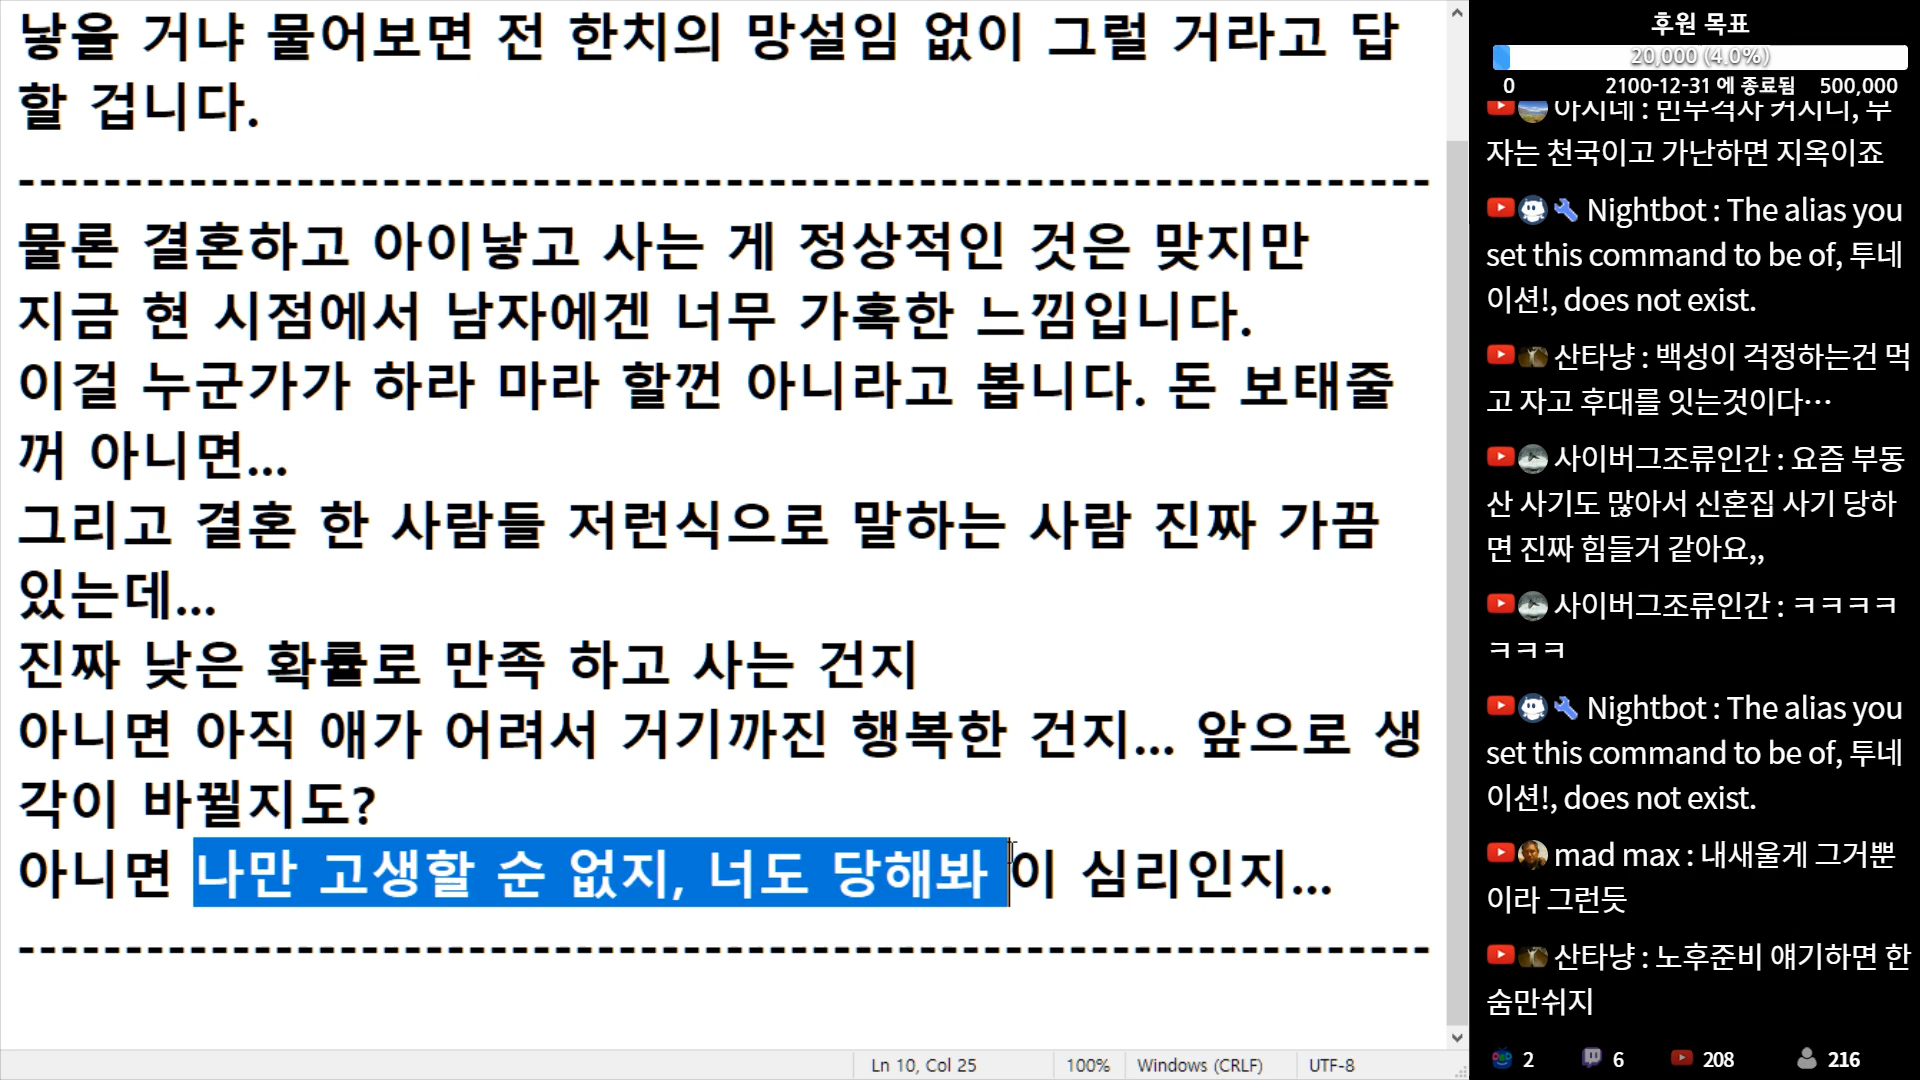 낳을 거냐 물어보면 전 한치의 망설임 없이 그럴 거라고 답
할 겁니다.
물론 결혼하고 아이낳고 사는 게 정상적인 것은 맞지만
지금 현 시점에서 남자에겐 너무 가혹한 느낌입니다.
이걸 누군가가 하라 마라 할껀 아니라고 봅니다. 돈 보태줄
꺼 아니면...
그리고 결혼 한 사람들 저런식으로 말하는 사람 진짜 가끔
있는데...
진짜 낮은 확률로 만족 하고 사는 건지
아니면 아직 애가 어려서 거기까진 행복한 건지... 앞으로 생
각이 바뀔지도?
아니면 나만 고생할 순 없지, 너도 당해봐 이 심리인지...
Ln 10, Col 25
100%
Windows (CRLF)
UTF-8
후원 목표
20,000 (4.0%)
0 2100-12-31 에 종료됨 500,000
자는 천국이고 가난하면 지옥이죠
Nightbot : The alias you
set this command to be of, 투네
이션!, does not exist.
산타냥 : 백성이 걱정하는건 먹
고 자고 후대를 잇는것이다…
사이버그조류인간 : 요즘 부동
산 사기도 많아서 신혼집 사기 당하
면 진짜 힘들거 같아요,,
사이버그조류인간 : ㅋㅋㅋㅋ
ㅋㅋㅋ
Nightbot : The alias you
set this command to be of, 투네
이션!, does not exist.
mad max : 내새울게 그거뿐
이라 그런듯
산타냥 : 노후준비 얘기하면 한
숨만쉬지
2 6 208 216